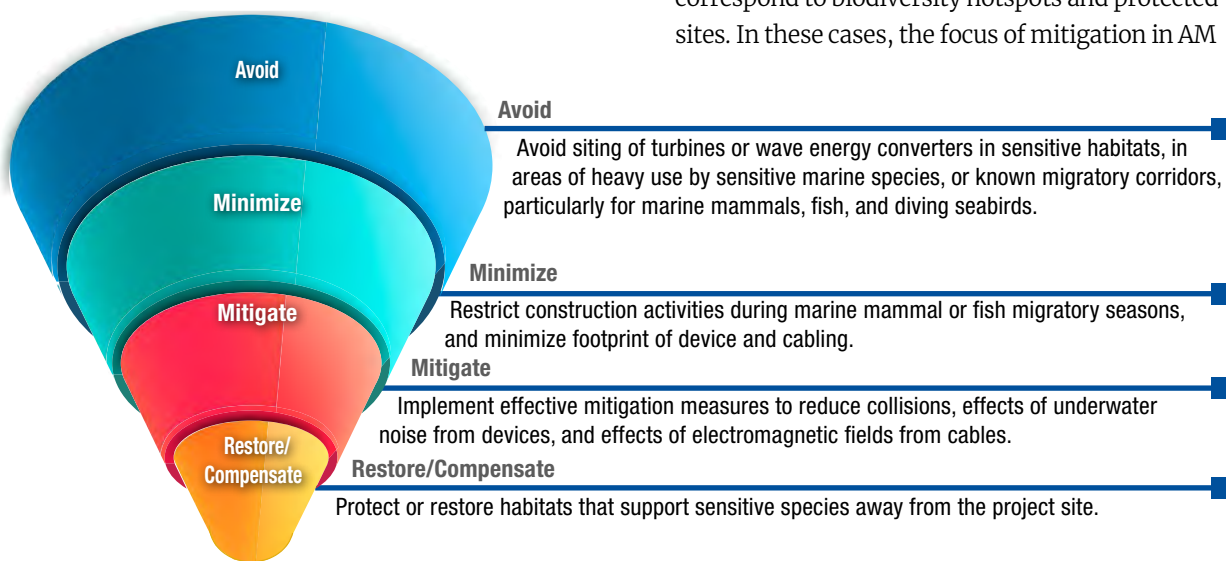 correspond to biodiversity hotspots and protected
sites. In these cases, the focus of mitigation in AM
Avoid
Avoid
Avoid siting of turbines or wave energy converters in sensitive habitats, in
areas of heavy use by sensitive marine species, or known migratory corridors,
particularly for marine mammals, fish, and diving seabirds.
Minimize
Minimize
Restrict construction activities during marine mammal or fish migratory seasons,
and minimize footprint of device and cabling.
Mitigate
Mitigate
Implement effective mitigation measures to reduce collisions, effects of underwater
noise from devices, and effects of electromagnetic fields from cables.
Restore/
Compensate
Restore/Compensate
Protect or restore habitats that support sensitive species away from the project site.